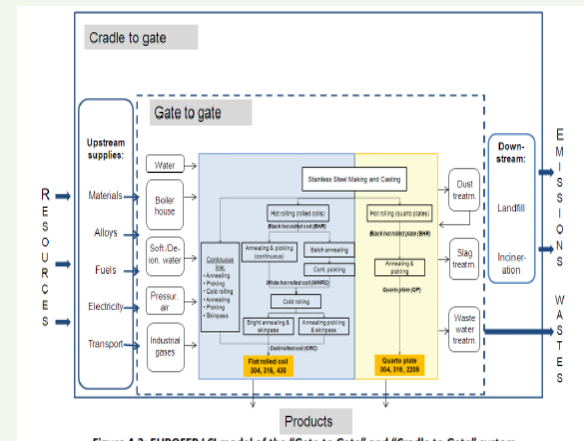 Cradle to gate
Gate to gate
Upstream
supplies:
Materials
Alloys
Fuels
Electricity
Transport
RESOURCES
Water
Boiler
house
Soft./De-
ion. water
Pressur.
air
Industrial
gases
Stainless Steel Making and Casting
Hot rolling (rolled coils)
Black hot rolled coil (BHR)
Hot rolling (quarto plates)
Black hot rolled plate (BHR)
Continuous
line:
• Annealing
• Pickling
• Cold rolling
• Annealing
• Pickling
• Skinpass
Annealing & pickling
(continuous)
Batch annealing
Cont. pickling
White hot rolled coil (WHRC)
Cold rolling
Bright annealing &
skinpass
Annealing pickling
& skinpass
Cold rolled coil (CRC)
Flat rolled coil
304, 316, 430
Annealing &
pickling
Quarto plate (QP)
Quarto plate
304, 316, 2205
Dust
treatm.
Slag
treatm.
Waste
water
treatm.
Down-
stream:
Landfill
Inciner-
ation
EMISSIONS
WASTES
Products